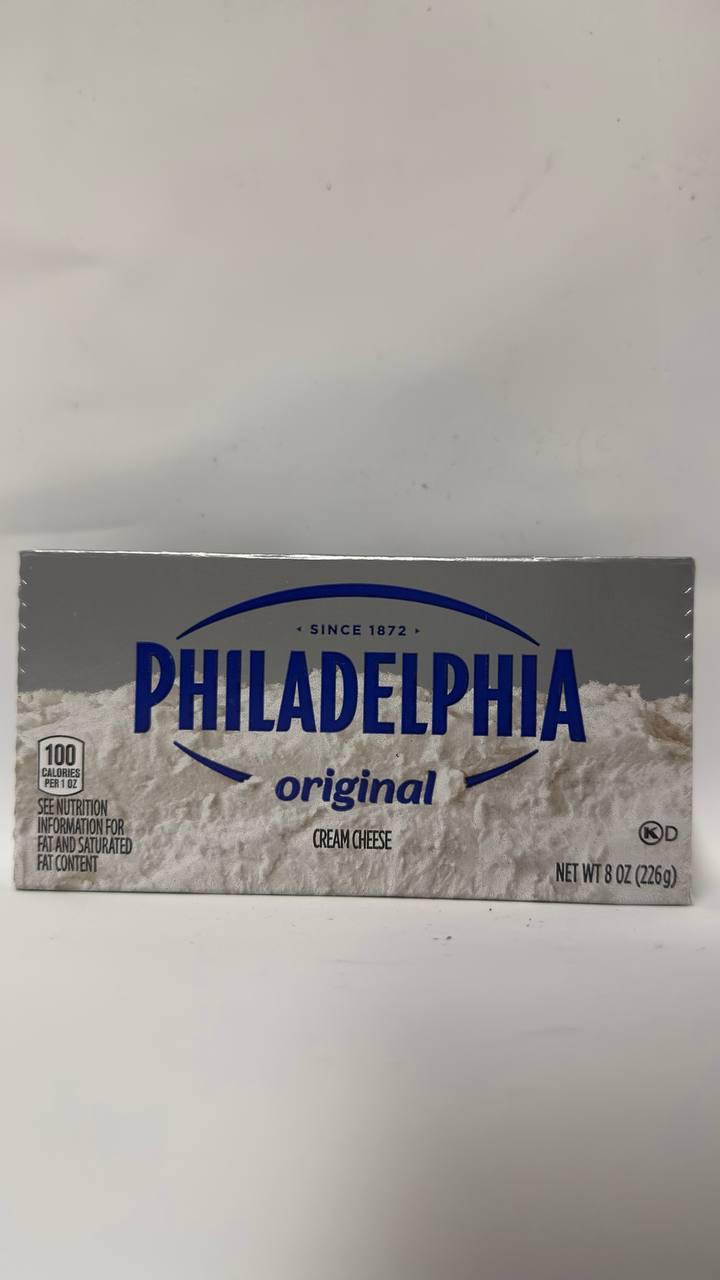 SINCE 1872
PHILADELPHIA
original
CREAM CHEESE
100
CALORIES
PER 1 OZ
SEE NUTRITION
INFORMATION FOR
FAT AND SATURATED
FAT CONTENT
K D
NET WT 8 OZ (226g)